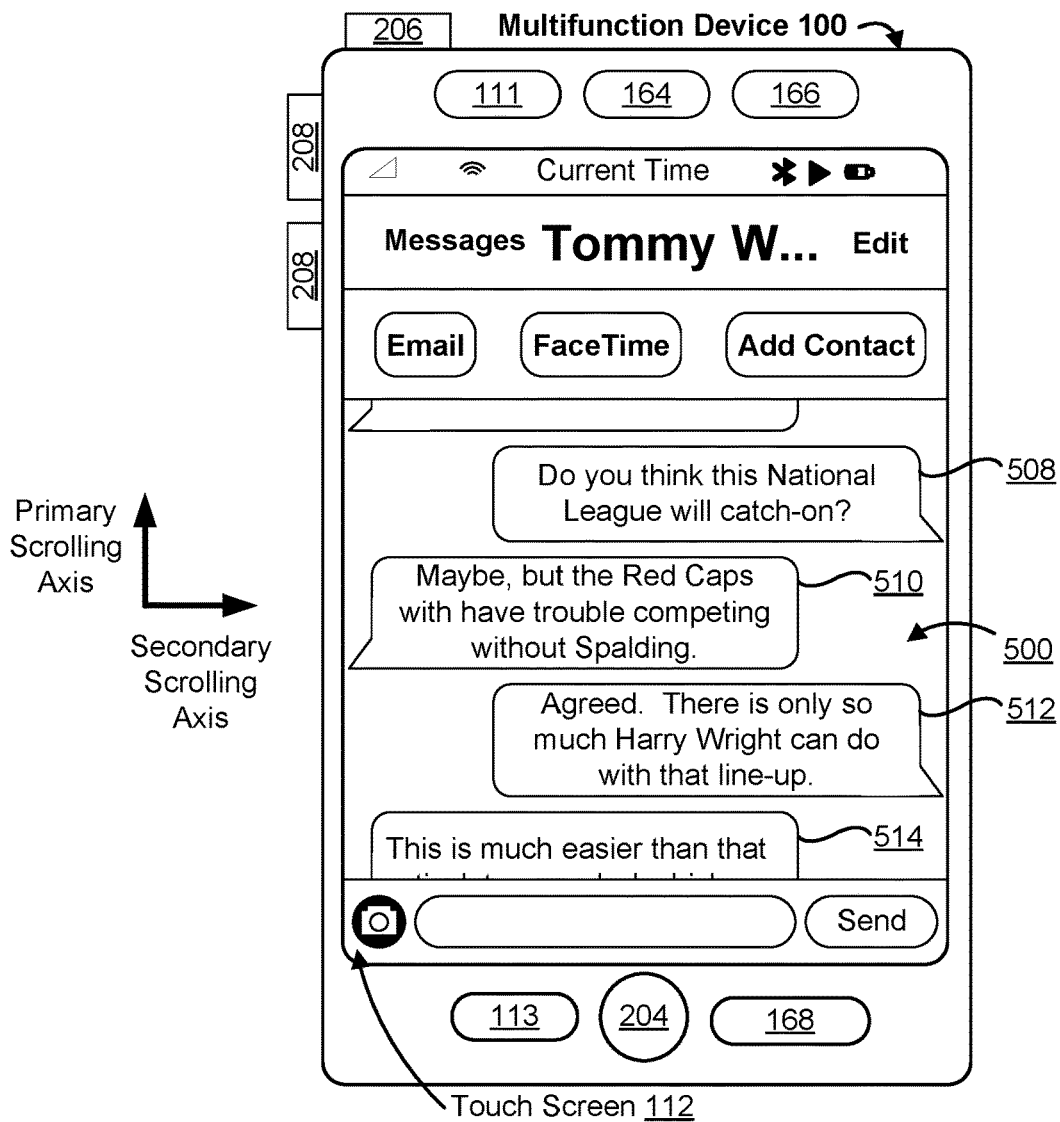 206
Multifunction Device 100
111
164
166
208
208
Current Time
Messages
Tommy W...
Edit
Email
FaceTime
Add Contact
Do you think this National
League will catch-on?
508
Maybe, but the Red Caps
with have trouble competing
without Spalding.
510
500
Primary
Scrolling
Axis
Secondary
Scrolling
Axis
Agreed. There is only so
much Harry Wright can do
with that line-up.
512
This is much easier than that
514
Send
113
204
168
Touch Screen 112